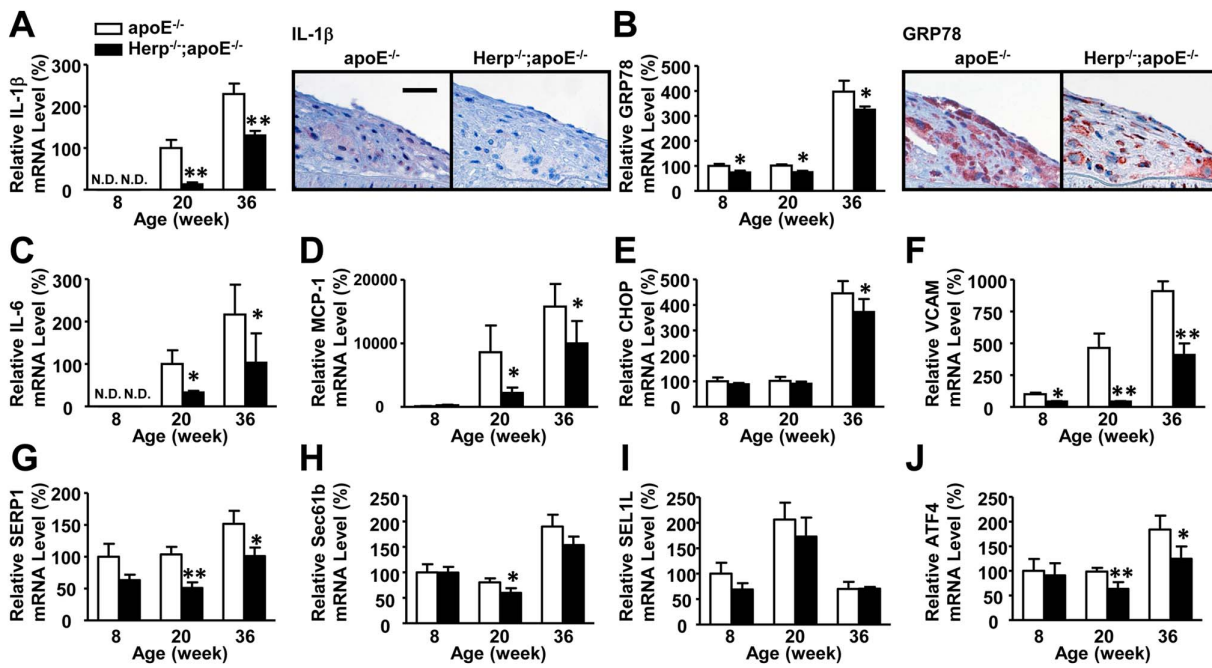 A
apoE-/-
Herp-/-;apoE-/-
Relative IL-1β
mRNA Level (%)
300
200
100
0
N.D. N.D.
**
**
8 20 36
Age (week)
IL-1β
apoE-/- Herp-/-;apoE-/-
B
Relative GRP78
mRNA Level (%)
500
400
300
200
100
0
*
*
*
8 20 36
Age (week)
GRP78
apoE-/- Herp-/-;apoE-/-
C
Relative IL-6
mRNA Level (%)
300
200
100
0
N.D. N.D.
*
*
8 20 36
Age (week)
D
Relative MCP-1
mRNA Level (%)
20000
10000
0
*
*
8 20 36
Age (week)
E
Relative CHOP
mRNA Level (%)
500
400
300
200
100
0
*
8 20 36
Age (week)
F
Relative VCAM
mRNA Level (%)
1000
750
500
250
0
*
**
**
8 20 36
Age (week)
G
Relative SERP1
mRNA Level (%)
200
150
100
50
0
**
*
8 20 36
Age (week)
H
Relative Sec61b
mRNA Level (%)
250
200
150
100
50
0
*
8 20 36
Age (week)
I
Relative SEL1L
mRNA Level (%)
250
200
150
100
50
0
8 20 36
Age (week)
J
Relative ATF4
mRNA Level (%)
250
200
150
100
50
0
**
*
8 20 36
Age (week)